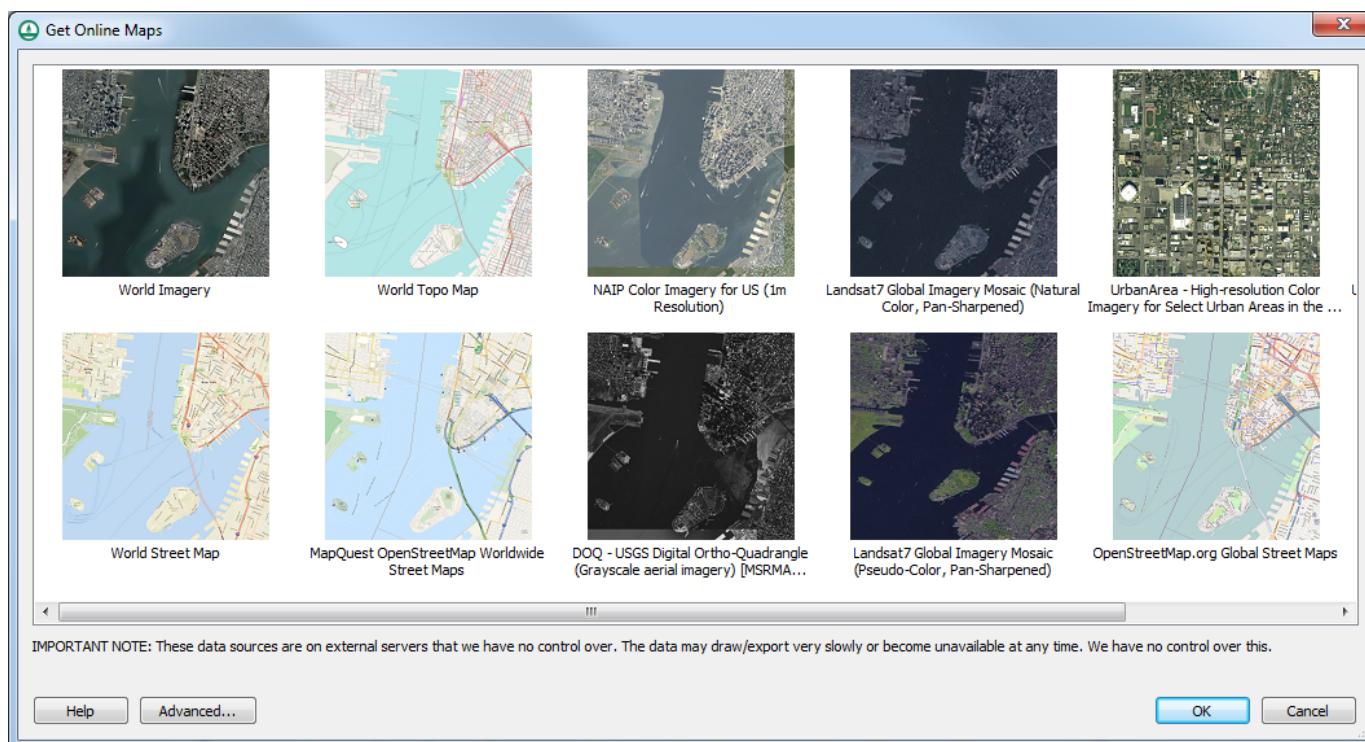 Get Online Maps
World Imagery
World Topo Map
NAIP Color Imagery for US (1m
Resolution)
Landsat7 Global Imagery Mosaic (Natural
Color, Pan-Sharpened)
UrbanArea - High-resolution Color
Imagery for Select Urban Areas in the ...
U
World Street Map
MapQuest OpenStreetMap Worldwide
Street Maps
DOQ - USGS Digital Ortho-Quadrangle
(Grayscale aerial imagery) [MSRMA...
Landsat7 Global Imagery Mosaic
(Pseudo-Color, Pan-Sharpened)
OpenStreetMap.org Global Street Maps
IMPORTANT NOTE: These data sources are on external servers that we have no control over. The data may draw/export very slowly or become unavailable at any time. We have no control over this.
Help
Advanced...
OK
Cancel